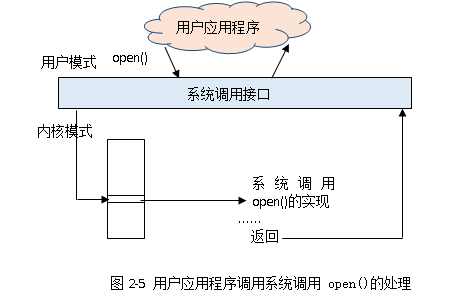 用户应用程序
用户模式
open()
系统调用接口
内核模式
系 统 调 用
open()的实现
……
返回
图 2-5 用户应用程序调用系统调用 open()的处理